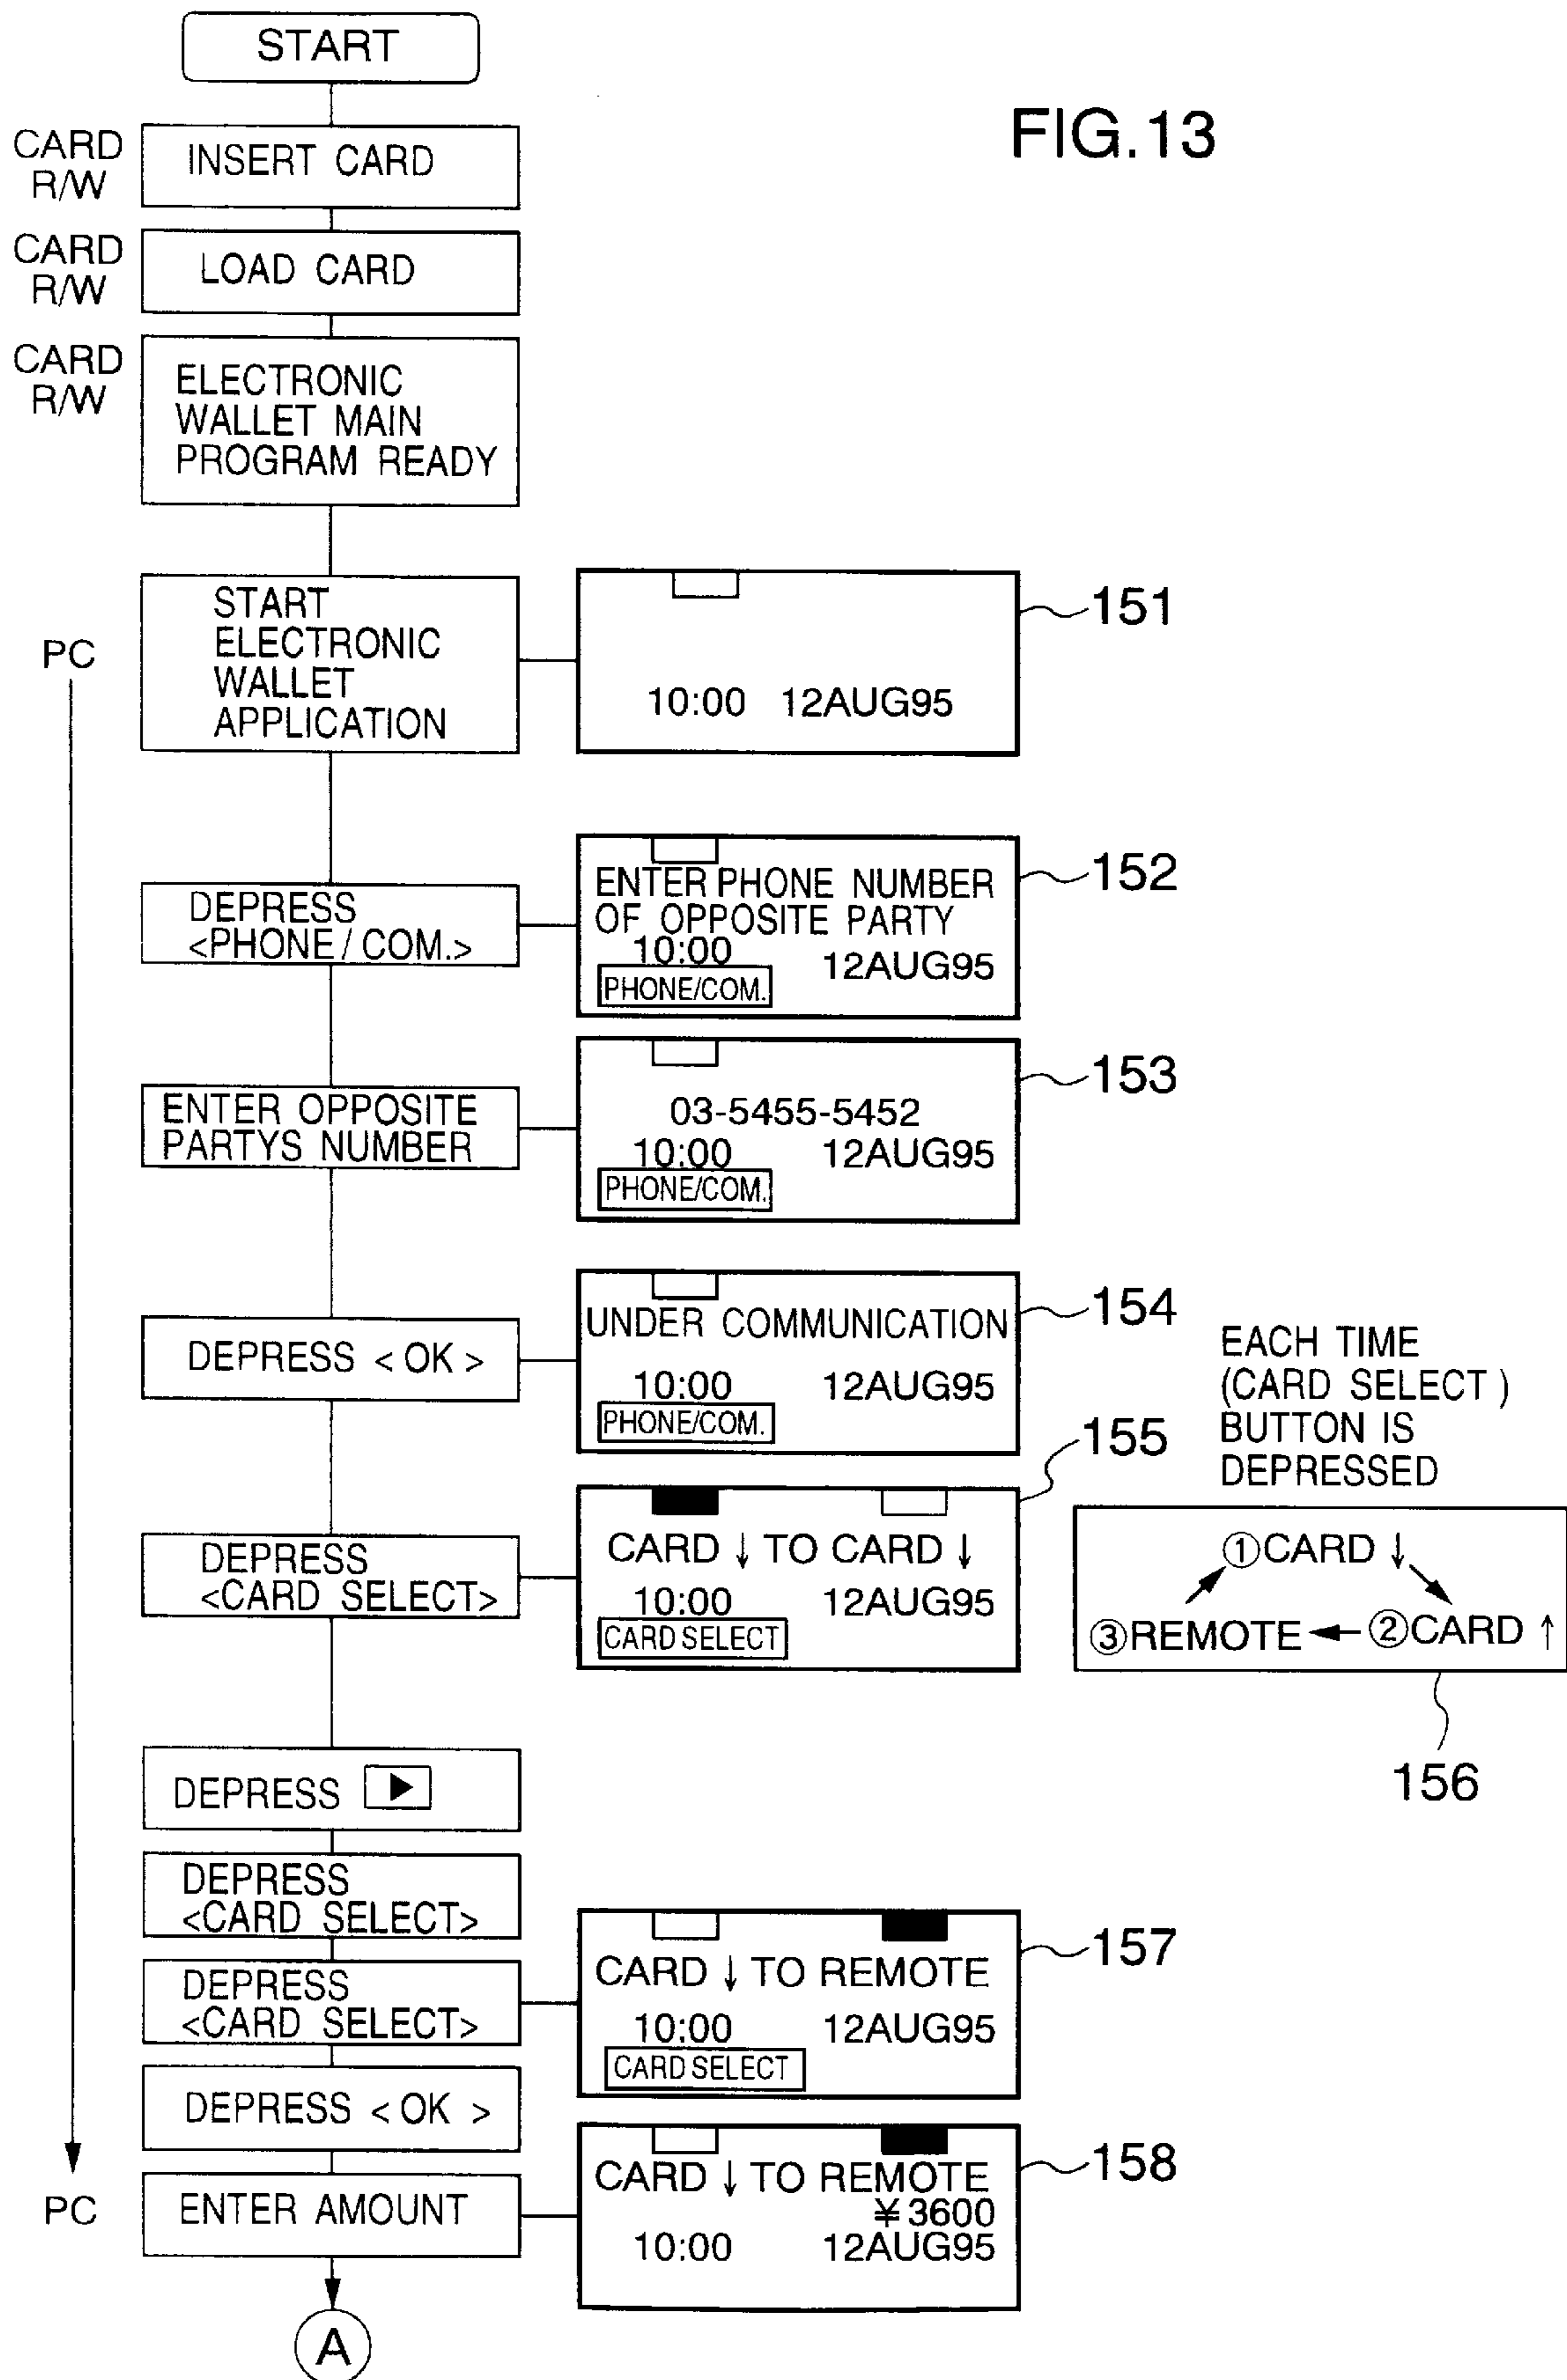 START
FIG.13
CARD
R/W
INSERT CARD
CARD
R/W
LOAD CARD
CARD
R/W
ELECTRONIC
WALLET MAIN
PROGRAM READY
PC
START
ELECTRONIC
WALLET
APPLICATION
10:00 12AUG95
151
DEPRESS
<PHONE/COM.>
ENTER PHONE NUMBER
OF OPPOSITE PARTY
10:00 12AUG95
PHONE/COM.
152
ENTER OPPOSITE
PARTYS NUMBER
03-5455-5452
10:00 12AUG95
PHONE/COM.
153
DEPRESS <OK>
UNDER COMMUNICATION
10:00 12AUG95
PHONE/COM.
154
DEPRESS
<CARD SELECT>
CARD ↓ TO CARD ↓
10:00 12AUG95
CARD SELECT
155
EACH TIME
(CARD SELECT)
BUTTON IS
DEPRESSED
①CARD ↓
③REMOTE ←②CARD ↑
156
DEPRESS ▶
DEPRESS
<CARD SELECT>
DEPRESS
<CARD SELECT>
CARD ↓ TO REMOTE
10:00 12AUG95
CARD SELECT
157
DEPRESS <OK>
PC
ENTER AMOUNT
CARD ↓ TO REMOTE
¥3600
10:00 12AUG95
158
A